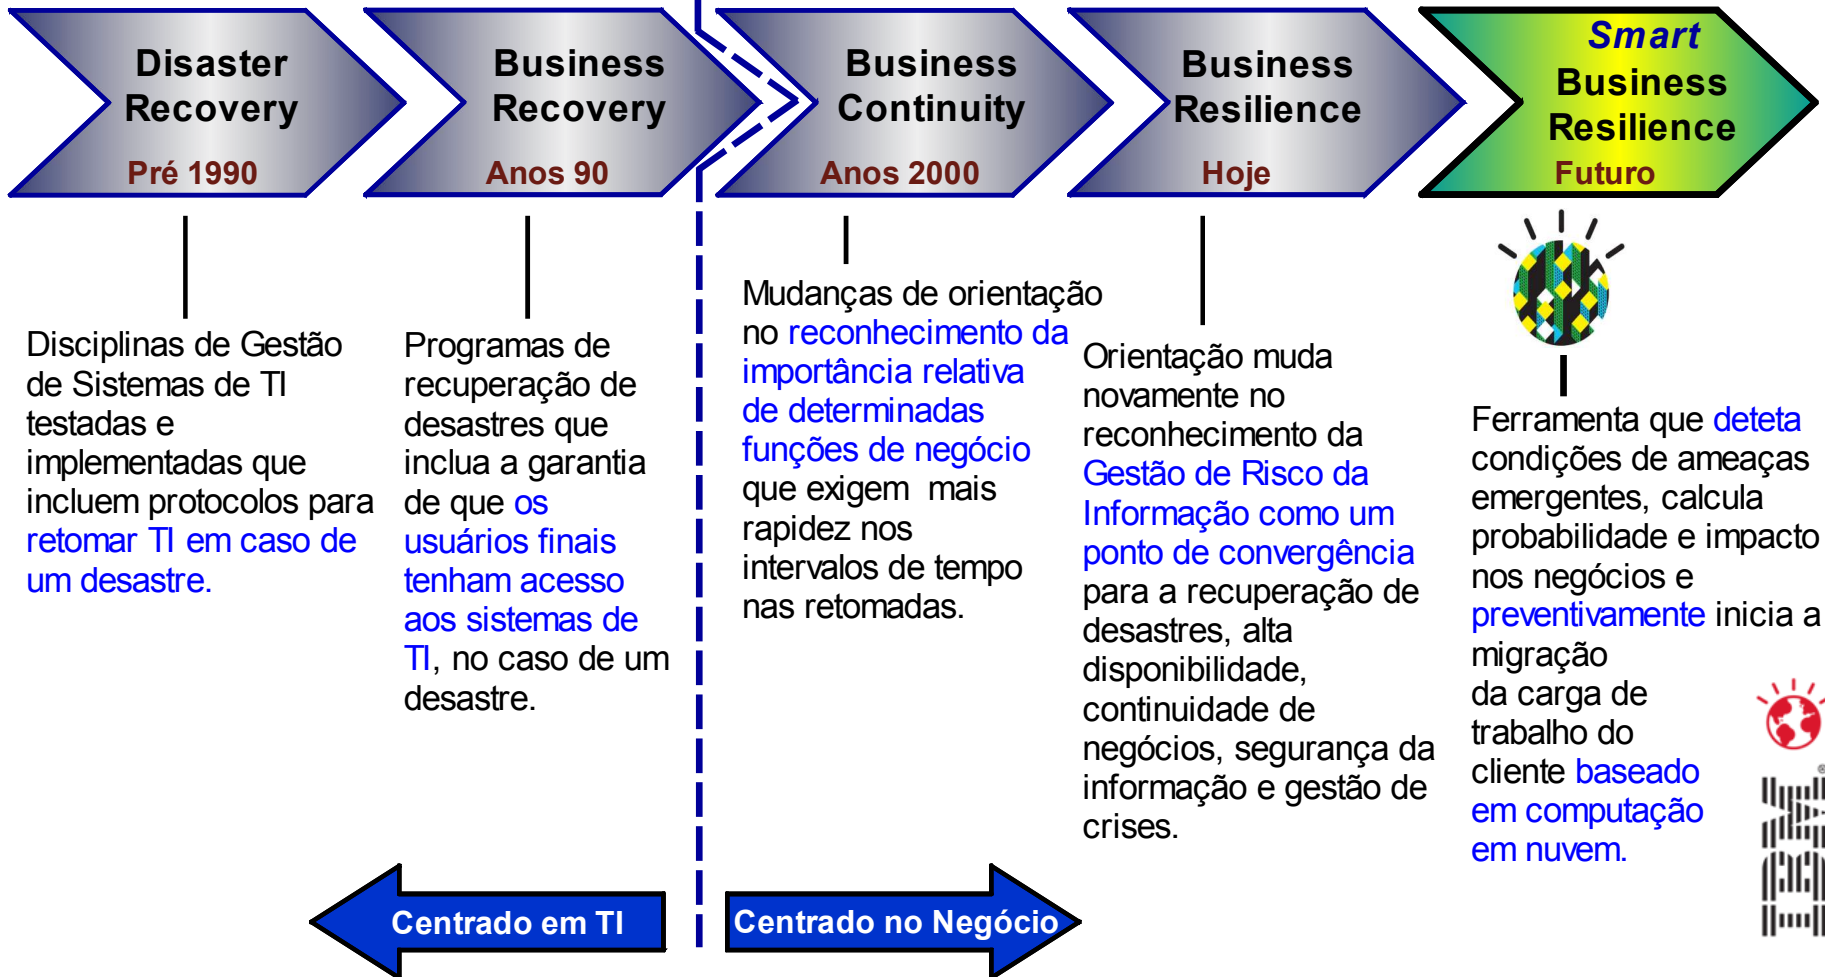 Disaster
Recovery
Pré 1990
Business
Recovery
Anos 90
Business
Continuity
Anos 2000
Business
Resilience
Hoje
Smart
Business
Resilience
Futuro
Disciplinas de Gestão
de Sistemas de TI
testadas e
implementadas que
incluem protocolos para
retomar TI em caso de
um desastre.
Programas de
recuperação de
desastres que
inclua a garantia
de que os
usuários finais
tenham acesso
aos sistemas de
TI, no caso de um
desastre.
Mudanças de orientação
no reconhecimento da
importância relativa
de determinadas
funções de negócio
que exigem mais
rapidez nos
intervalos de tempo
nas retomadas.
Orientação muda
novamente no
reconhecimento da
Gestão de Risco da
Informação como um
ponto de convergência
para a recuperação de
desastres, alta
disponibilidade,
continuidade de
negócios, segurança da
informação e gestão de
crises.
Ferramenta que deteta
condições de ameaças
emergentes, calcula
probabilidade e impacto
nos negócios e
preventivamente inicia a
migração
da carga de
trabalho do
cliente baseado
em computação
em nuvem.
Centrado em TI
Centrado no Negócio
IBM®